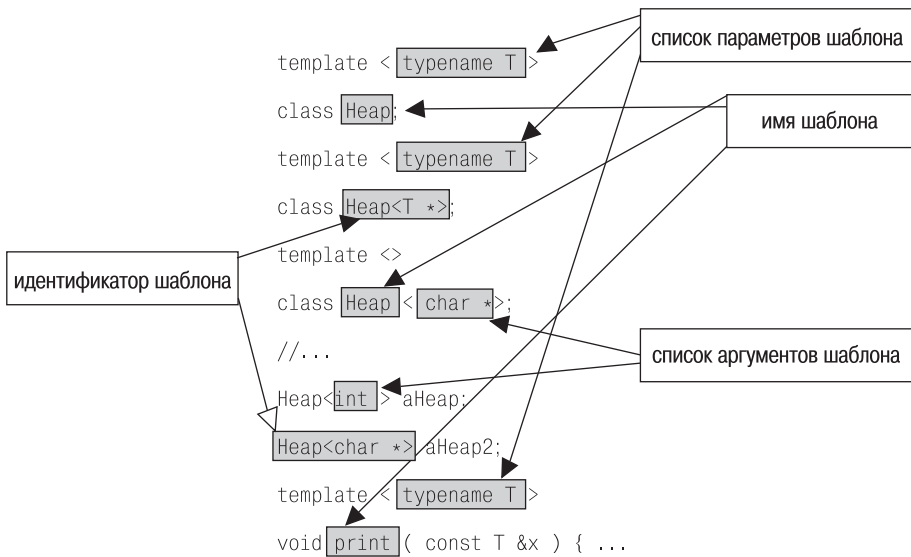 список параметров шаблона
template < typename T >
class Heap;
имя шаблона
template < typename T >
class Heap<T *>;
идентификатор шаблона
template <>
class Heap < char *>;
//...
список аргументов шаблона
Heap<int > aHeap;
Heap<char *> aHeap2;
template < typename T >
void print ( const T &x ) { ...